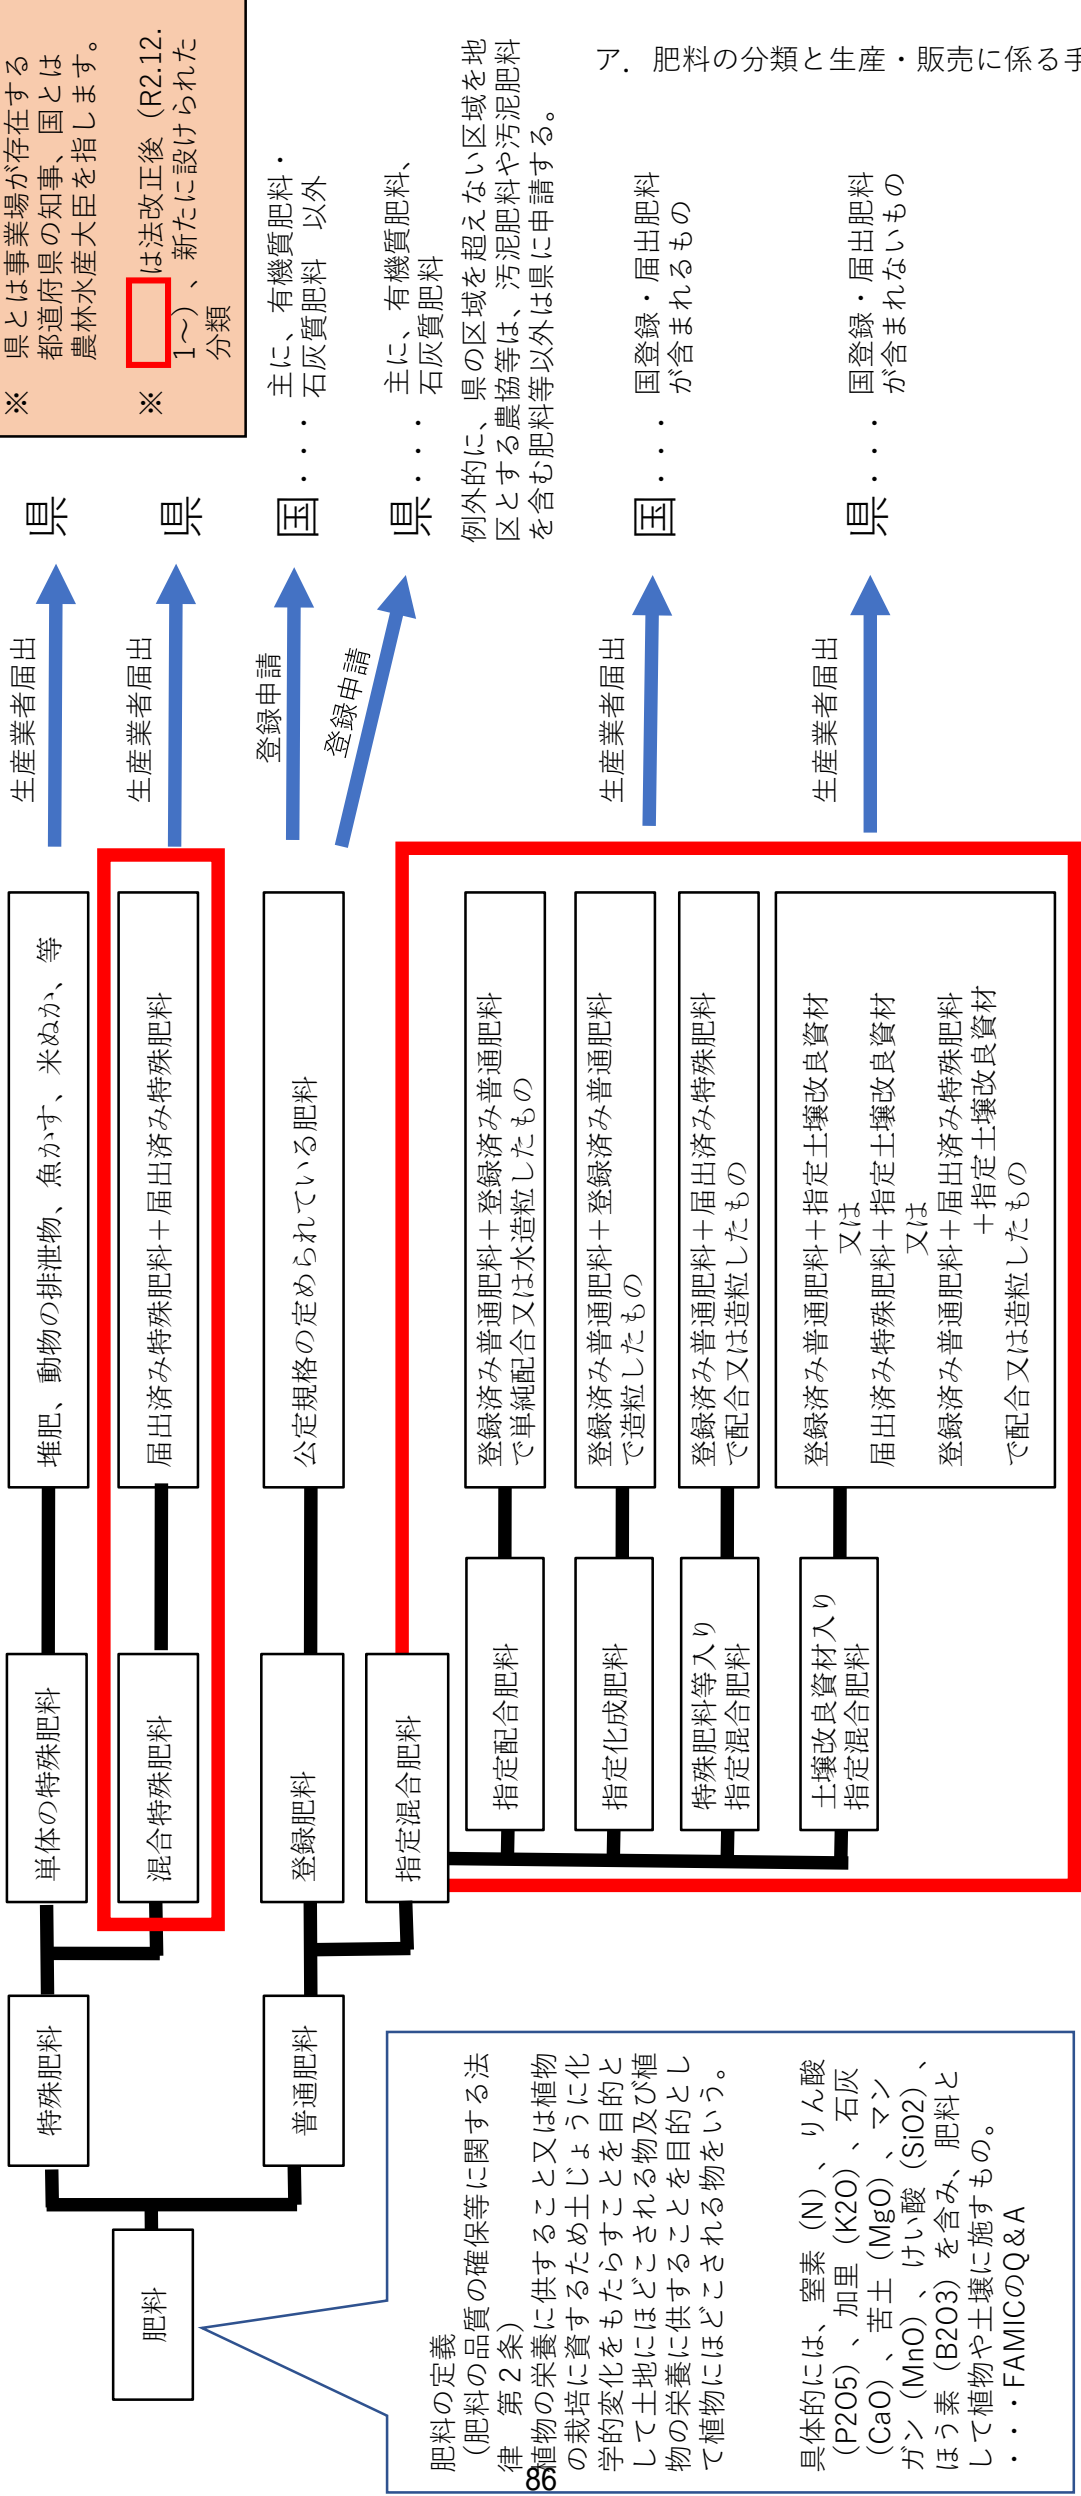 ア．肥料の分類と生産・販売に係る手
※　県とは事業場が存在する
都道府県の知事、国とは
農林水産大臣を指します。
※　　　は法改正後（R2.12.
1～）、新たに設けられた
分類
肥料
特殊肥料
単体の特殊肥料
堆肥、動物の排泄物、魚かす、米ぬか、等
生産業者届出
県
混合特殊肥料
届出済み特殊肥料＋届出済み特殊肥料
生産業者届出
県
普通肥料
登録肥料
公定規格の定められている肥料
登録申請
国・・・主に、有機質肥料・
石灰質肥料　以外
登録申請
県・・・主に、有機質肥料、
石灰質肥料
例外的に、県の区域を超えない区域を地
区とする農協等は、汚泥肥料や汚泥肥料
を含む肥料等以外は県に申請する。
指定混合肥料
指定配合肥料
登録済み普通肥料＋登録済み普通肥料
で単純配合又は水造粒したもの
指定化成肥料
登録済み普通肥料＋登録済み普通肥料
で造粒したもの
特殊肥料等入り
指定混合肥料
登録済み普通肥料＋届出済み特殊肥料
で配合又は造粒したもの
土壌改良資材入り
指定混合肥料
登録済み普通肥料＋指定土壌改良資材
又は
届出済み特殊肥料＋指定土壌改良資材
又は
登録済み普通肥料＋届出済み特殊肥料
＋指定土壌改良資材
で配合又は造粒したもの
生産業者届出
国・・・国登録・届出肥料
が含まれるもの
生産業者届出
県・・・国登録・届出肥料
が含まれないもの
肥料の定義
（肥料の品質の確保等に関する法
律　第２条）
植物の栄養に供すること又は植物
の栽培に資するため土じょうに化
学的変化をもたらすことを目的と
して土地にほどこされる物及び植
物の栄養に供することを目的とし
て植物にほどこされる物をいう。
具体的には、窒素（N）、りん酸
（P2O5）、加里（K2O）、石灰
（CaO）、苦土（MgO）、マン
ガン（MnO）、けい酸（SiO2）、
ほう素（B2O3）を含み、肥料と
して植物や土壌に施すもの。
・・・FAMICのQ&A
86